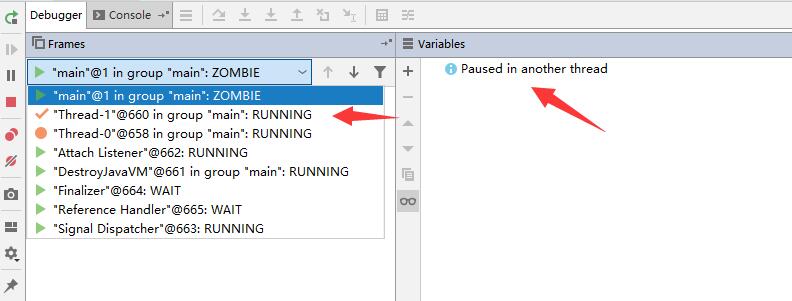 Debugger Console
Frames
Variables
"main"@1 in group "main": ZOMBIE
"main"@1 in group "main": ZOMBIE
"Thread-1"@660 in group "main": RUNNING
"Thread-0"@658 in group "main": RUNNING
"Attach Listener"@662: RUNNING
"DestroyJavaVM"@661 in group "main": RUNNING
"Finalizer"@664: WAIT
"Reference Handler"@665: WAIT
"Signal Dispatcher"@663: RUNNING
Paused in another thread